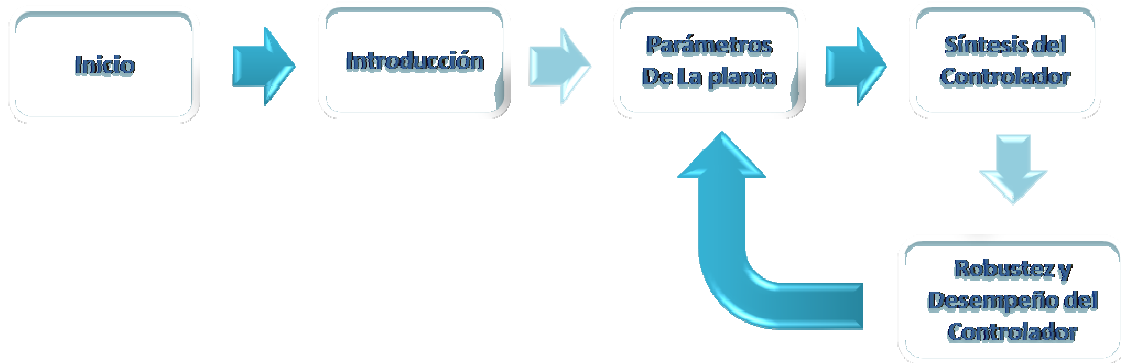 Inicio
Introducción
Parámetros
De La planta
Síntesis del
Controlador
Robustez y
Desempeño del
Controlador